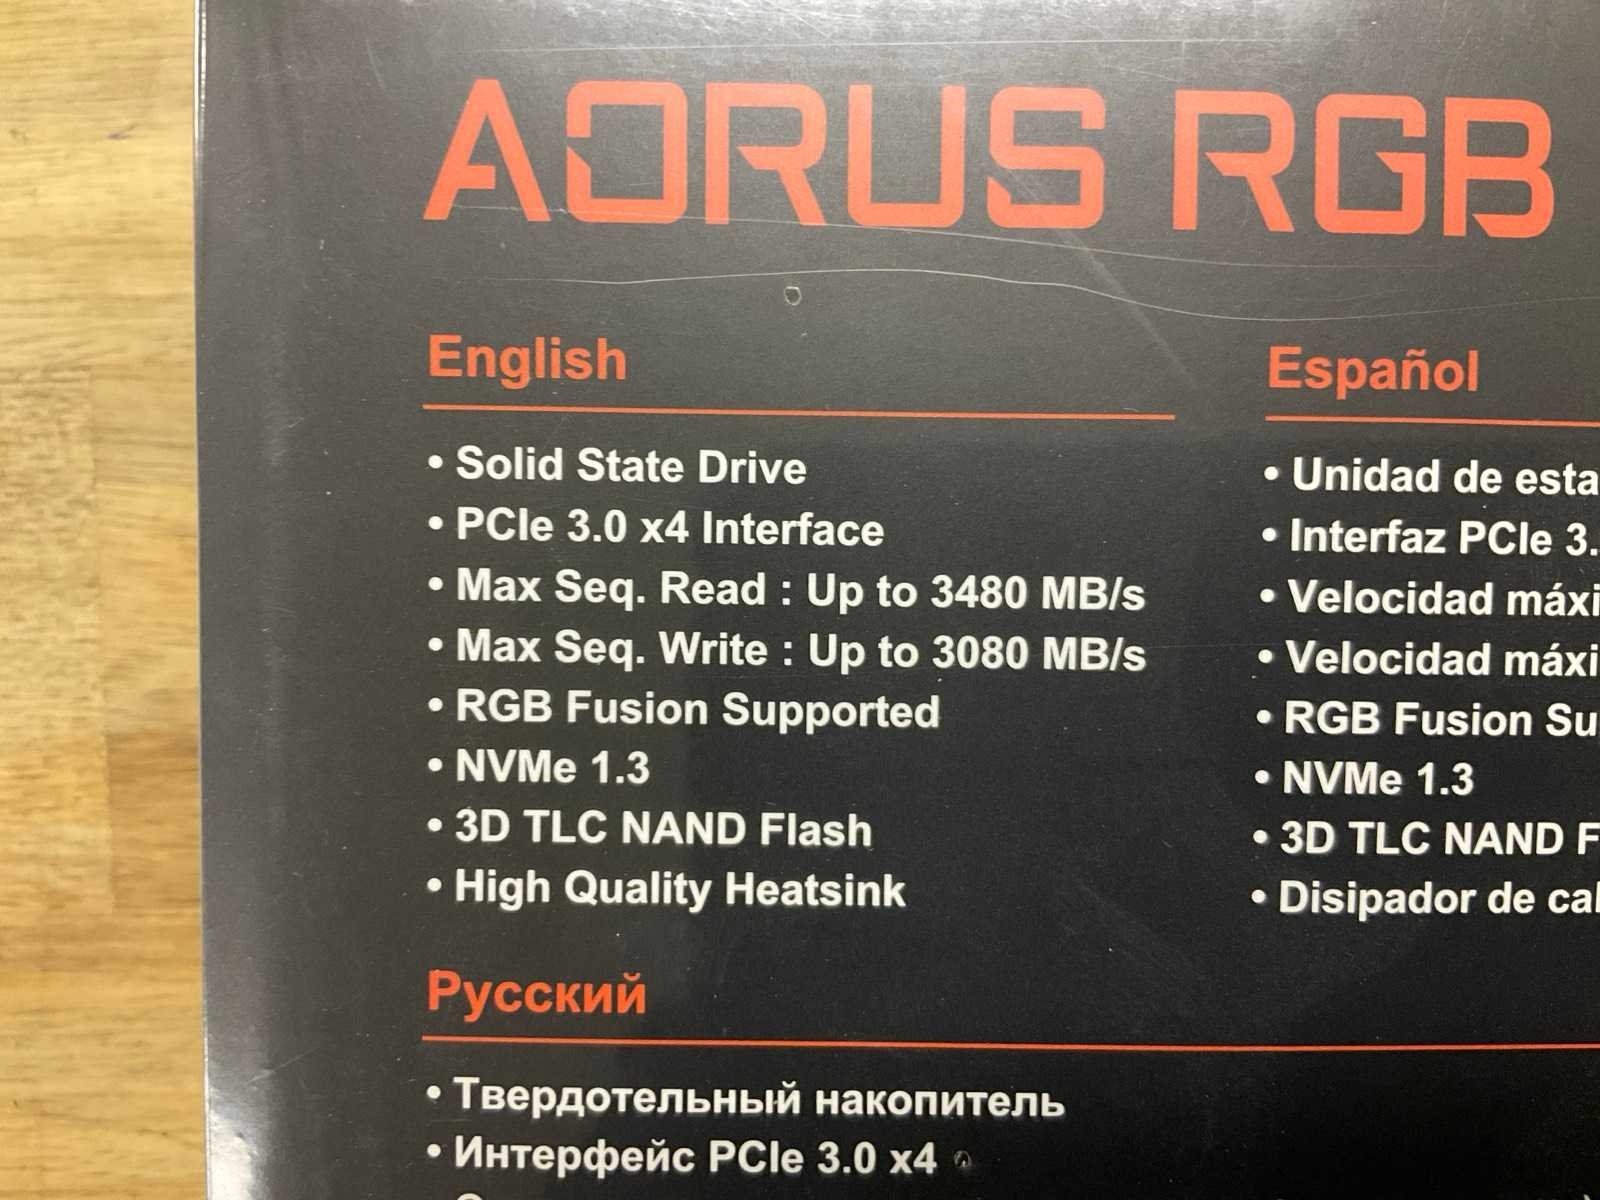 AORUS RGB
English
• Solid State Drive
• PCIe 3.0 x4 Interface
• Max Seq. Read : Up to 3480 MB/s
• Max Seq. Write : Up to 3080 MB/s
• RGB Fusion Supported
• NVMe 1.3
• 3D TLC NAND Flash
• High Quality Heatsink
Español
• Unidad de esta
• Interfaz PCIe 3.
• Velocidad máxi
• Velocidad máxi
• RGB Fusion Su
• NVMe 1.3
• 3D TLC NAND F
• Disipador de cal
Русский
• Твердотельный накопитель
• Интерфейс PCIe 3.0 x4